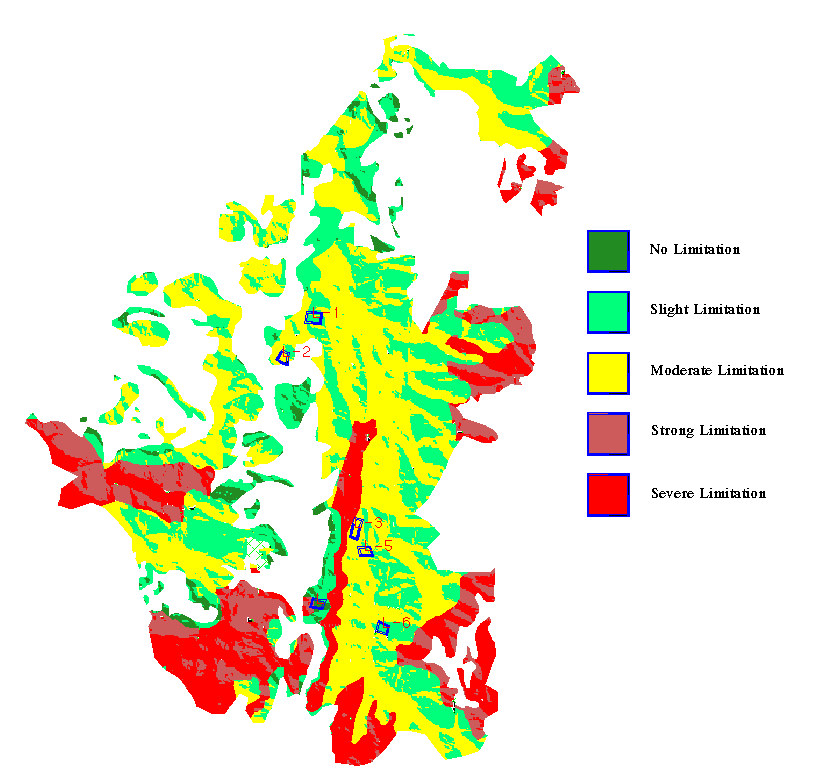 -1
-2
-3
-5
-6
No Limitation
Slight Limitation
Moderate Limitation
Strong Limitation
Severe Limitation